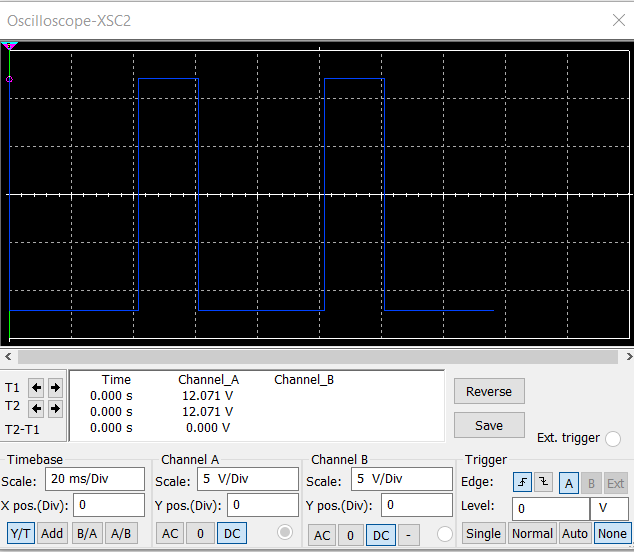 Oscilloscope-XSC2
T1
T2
T2-T1
Time Channel_A Channel_B
0.000 s 12.071 V
0.000 s 12.071 V
0.000 s 0.000 V
Reverse
Save
Ext. trigger
Timebase
Scale: 20 ms/Div
X pos.(Div): 0
Y/T Add B/A A/B
Channel A
Scale: 5 V/Div
Y pos.(Div): 0
AC 0 DC
Channel B
Scale: 5 V/Div
Y pos.(Div): 0
AC 0 DC -
Trigger
Edge: A B Ext
Level: 0 V
Single Normal Auto None